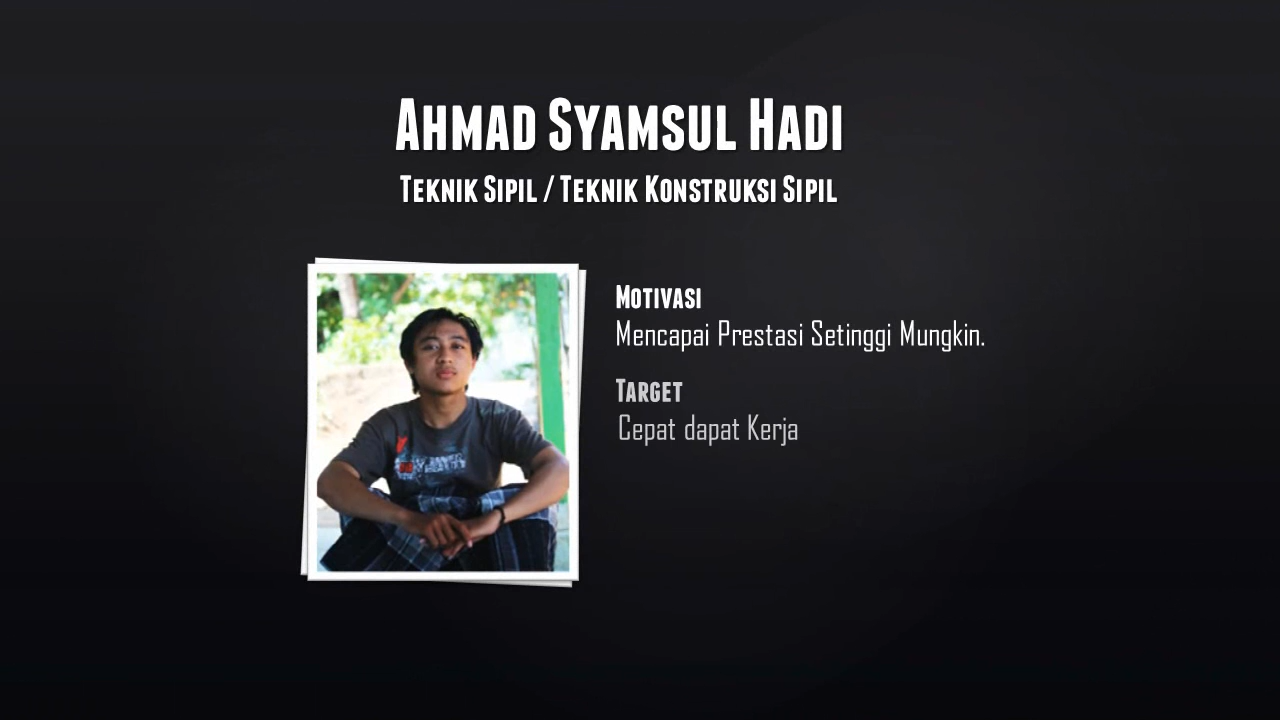 Ahmad Syamsul Hadi
Teknik Sipil / Teknik Konstruksi Sipil
Motivasi
Mencapai Prestasi Setinggi Mungkin.
Target
Cepat dapat Kerja